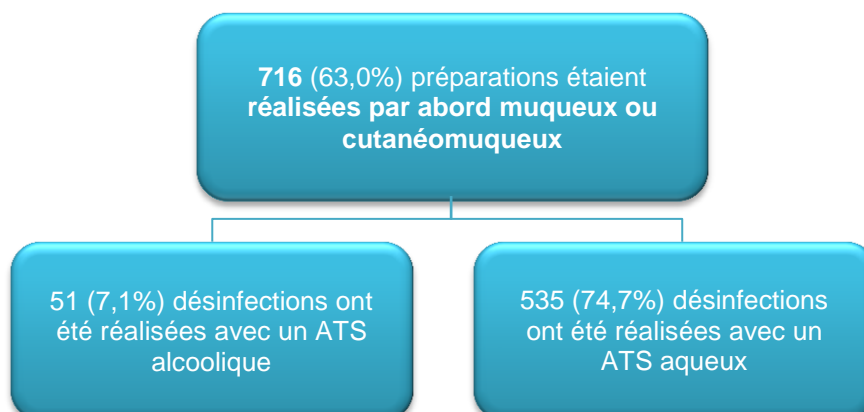 716 (63,0%) préparations étaient
réalisées par abord muqueux ou
cutanéomuqueux
51 (7,1%) désinfections ont
été réalisées avec un ATS
alcoolique
535 (74,7%) désinfections
ont été réalisées avec un
ATS aqueux